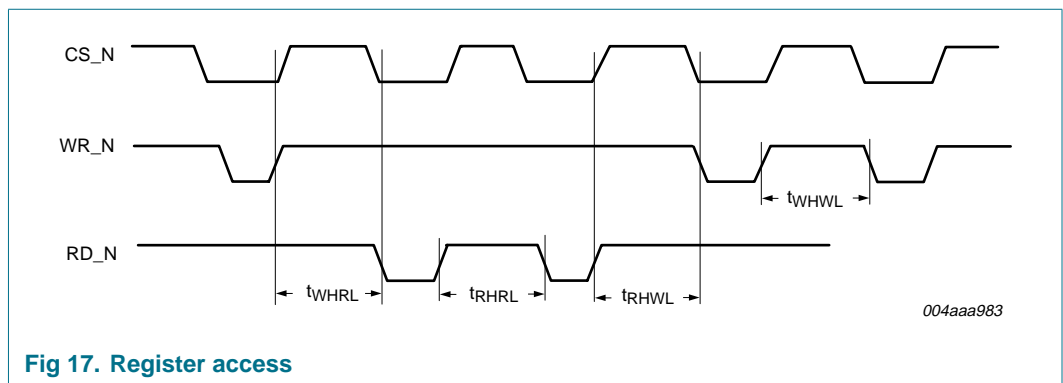 CS_N
WR_N
tWHWL
RD_N
tWHRL
tRHRL
tRHWL
004aaa983
Fig 17. Register access